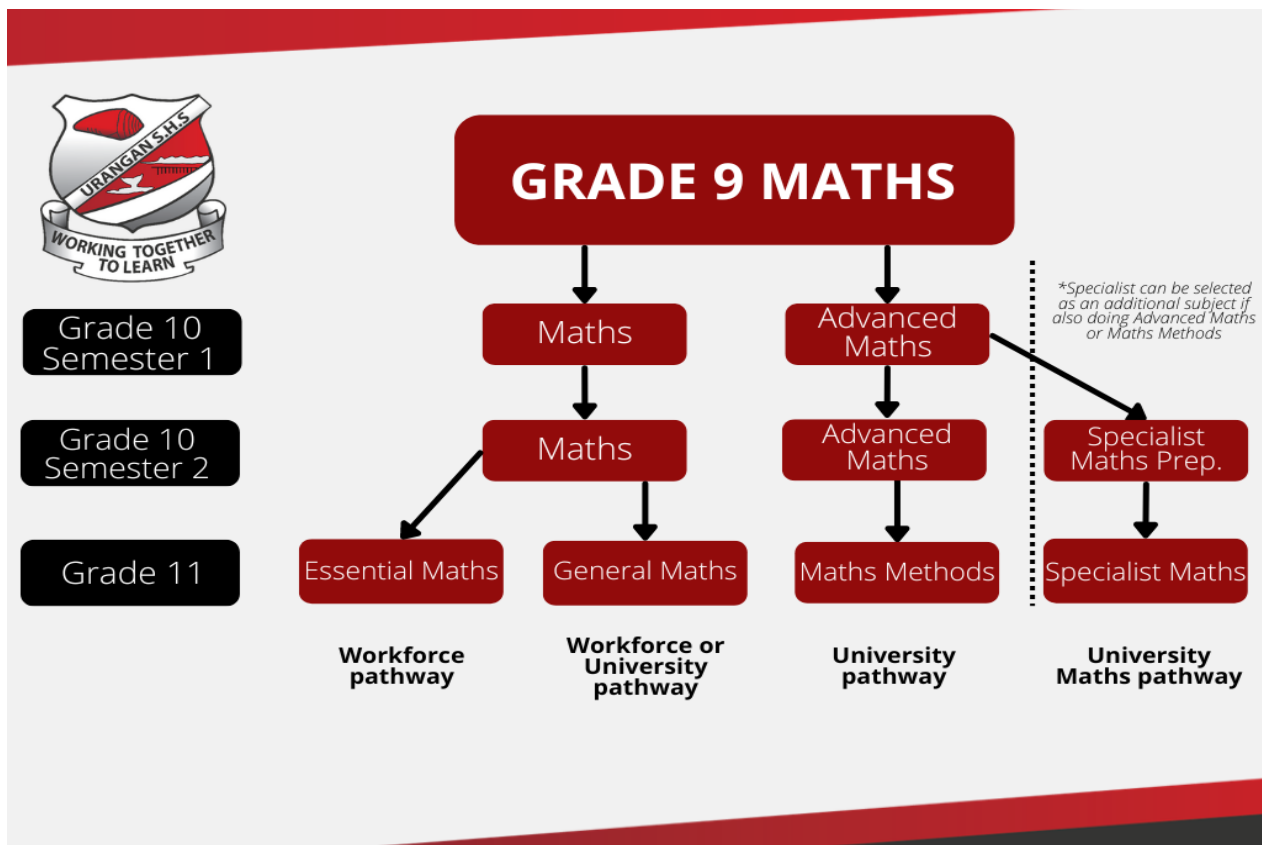 URANGAN S.H.S
WORKING TOGETHER
TO LEARN
GRADE 9 MATHS
*Specialist can be selected
as an additional subject if
also doing Advanced Maths
or Maths Methods
Grade 10
Semester 1
Maths
Advanced
Maths
Grade 10
Semester 2
Maths
Advanced
Maths
Specialist
Maths Prep.
Grade 11
Essential Maths
General Maths
Maths Methods
Specialist Maths
Workforce
pathway
Workforce or
University
pathway
University
pathway
University
Maths pathway